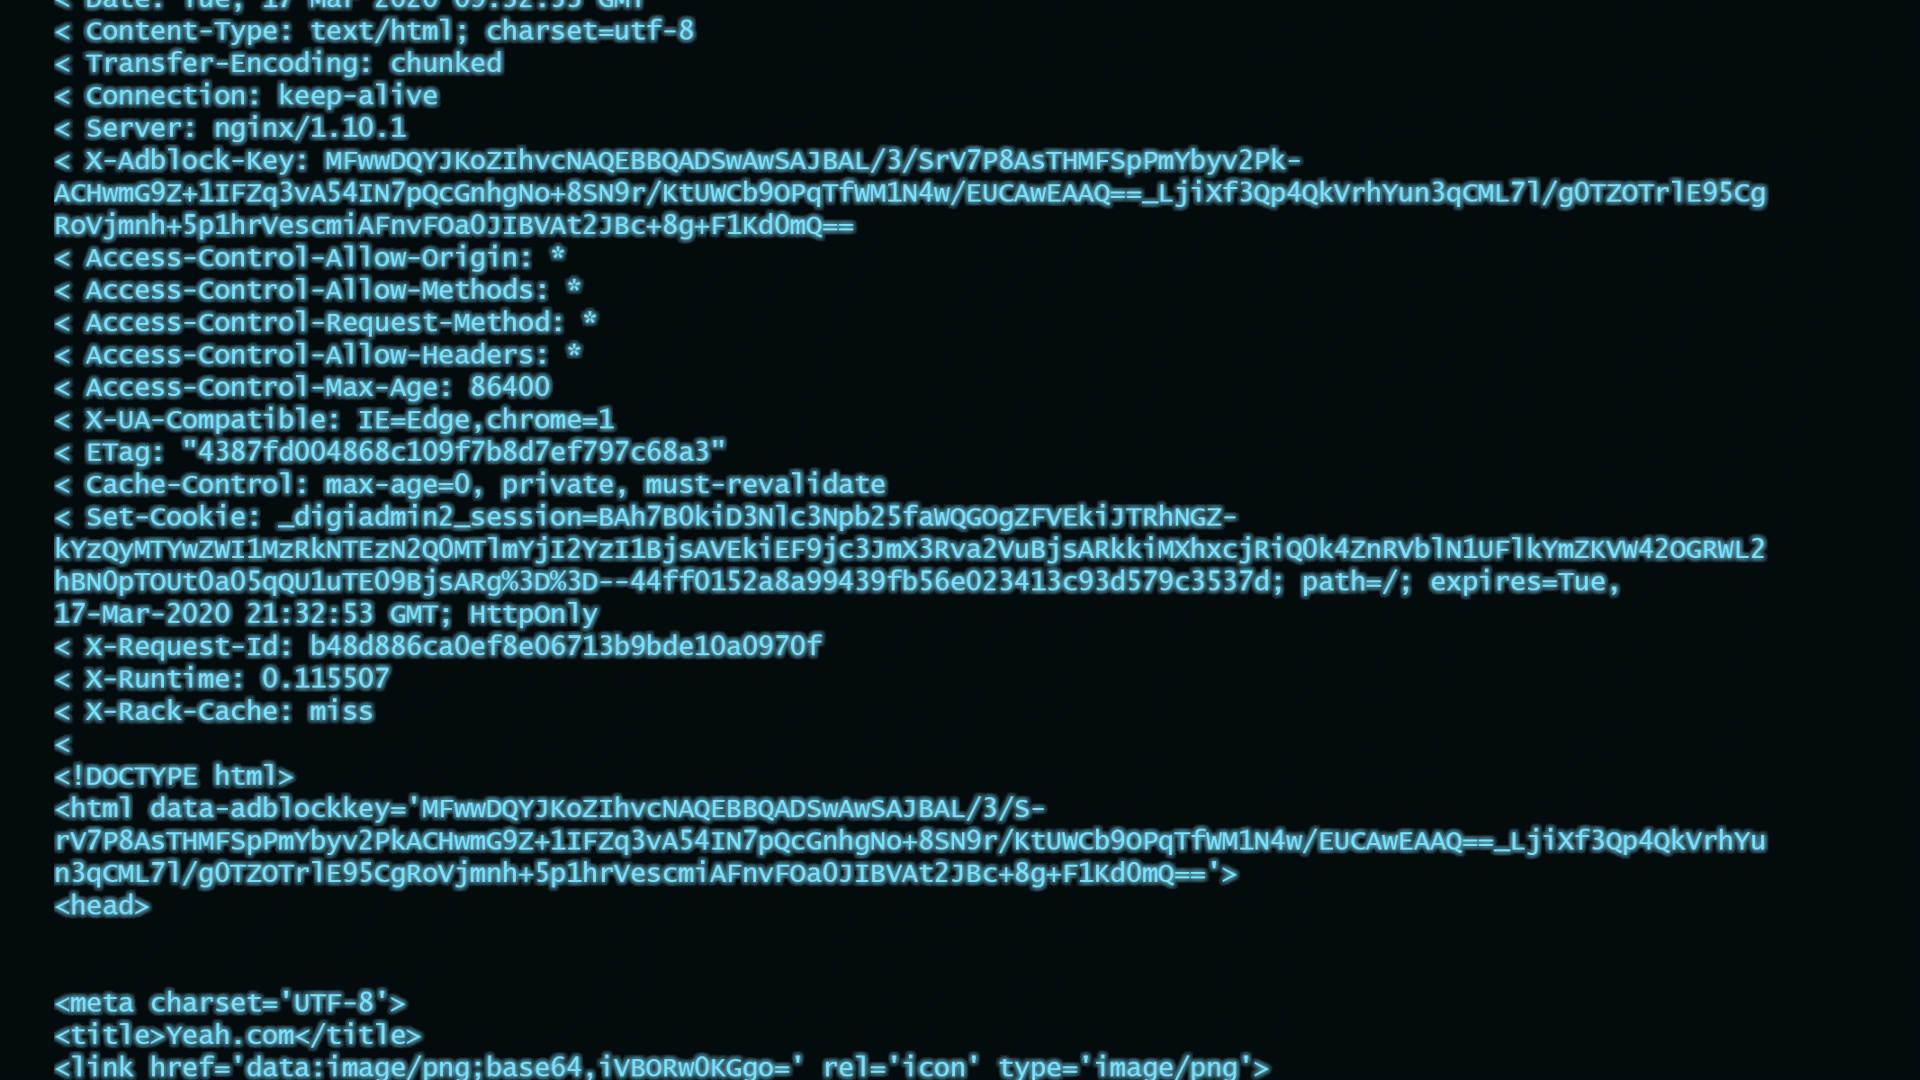 < Date: Tue, 17 Mar 2020 09:32:53 GMT
< Content-Type: text/html; charset=utf-8
< Transfer-Encoding: chunked
< Connection: keep-alive
< Server: nginx/1.10.1
< X-Adblock-Key: MFwwDQYJKoZIhvcNAQEBBQADSwAwSAJBAL/3/SrV7P8AsTHMFSpPmYbyv2Pk-
ACHwmG9Z+1IFZq3vA54IN7pQcGnhgNo+8SN9r/KtUWCb9OPqTfWM1N4w/EUCAwEAAQ==_LjiXf3Qp4QkVrhYun3qCML7l/g0TZOTrlE95Cg
RoVjmnh+5p1hrVescmiAFnvFOa0JIBVAt2JBc+8g+F1Kd0mQ==
< Access-Control-Allow-Origin: *
< Access-Control-Allow-Methods: *
< Access-Control-Request-Method: *
< Access-Control-Allow-Headers: *
< Access-Control-Max-Age: 86400
< X-UA-Compatible: IE=Edge,chrome=1
< ETag: "4387fd004868c109f7b8d7ef797c68a3"
< Cache-Control: max-age=0, private, must-revalidate
< Set-Cookie: _digiadmin2_session=BAh7B0kiD3Nlc3Npb25faWQGOgZFVEkiJTRhNGZ-
kYzQyMTYwZWI1MzRkNTEzN2Q0MTlmYjI2YzI1BjsAVEkiEF9jc3JmX3Rva2VuBjsARkkiMXhxcjRiQ0k4ZnRVblN1UFlkYmZKVW42OGRWL2
hBN0pTOUt0a05qQU1uTE09BjsARg%3D%3D--44ff0152a8a99439fb56e023413c93d579c3537d; path=/; expires=Tue,
17-Mar-2020 21:32:53 GMT; HttpOnly
< X-Request-Id: b48d886ca0ef8e06713b9bde10a0970f
< X-Runtime: 0.115507
< X-Rack-Cache: miss
<
<!DOCTYPE html>
<html data-adblockkey='MFwwDQYJKoZIhvcNAQEBBQADSwAwSAJBAL/3/S-
rV7P8AsTHMFSpPmYbyv2PkACHwmG9Z+1IFZq3vA54IN7pQcGnhgNo+8SN9r/KtUWCb9OPqTfWM1N4w/EUCAwEAAQ==_LjiXf3Qp4QkVrhYu
n3qCML7l/g0TZOTrlE95CgRoVjmnh+5p1hrVescmiAFnvFOa0JIBVAt2JBc+8g+F1Kd0mQ=='>
<head>
<meta charset='UTF-8'>
<title>Yeah.com</title>
<link href='data:image/png;base64,iVBORw0KGgo=' rel='icon' type='image/png'>